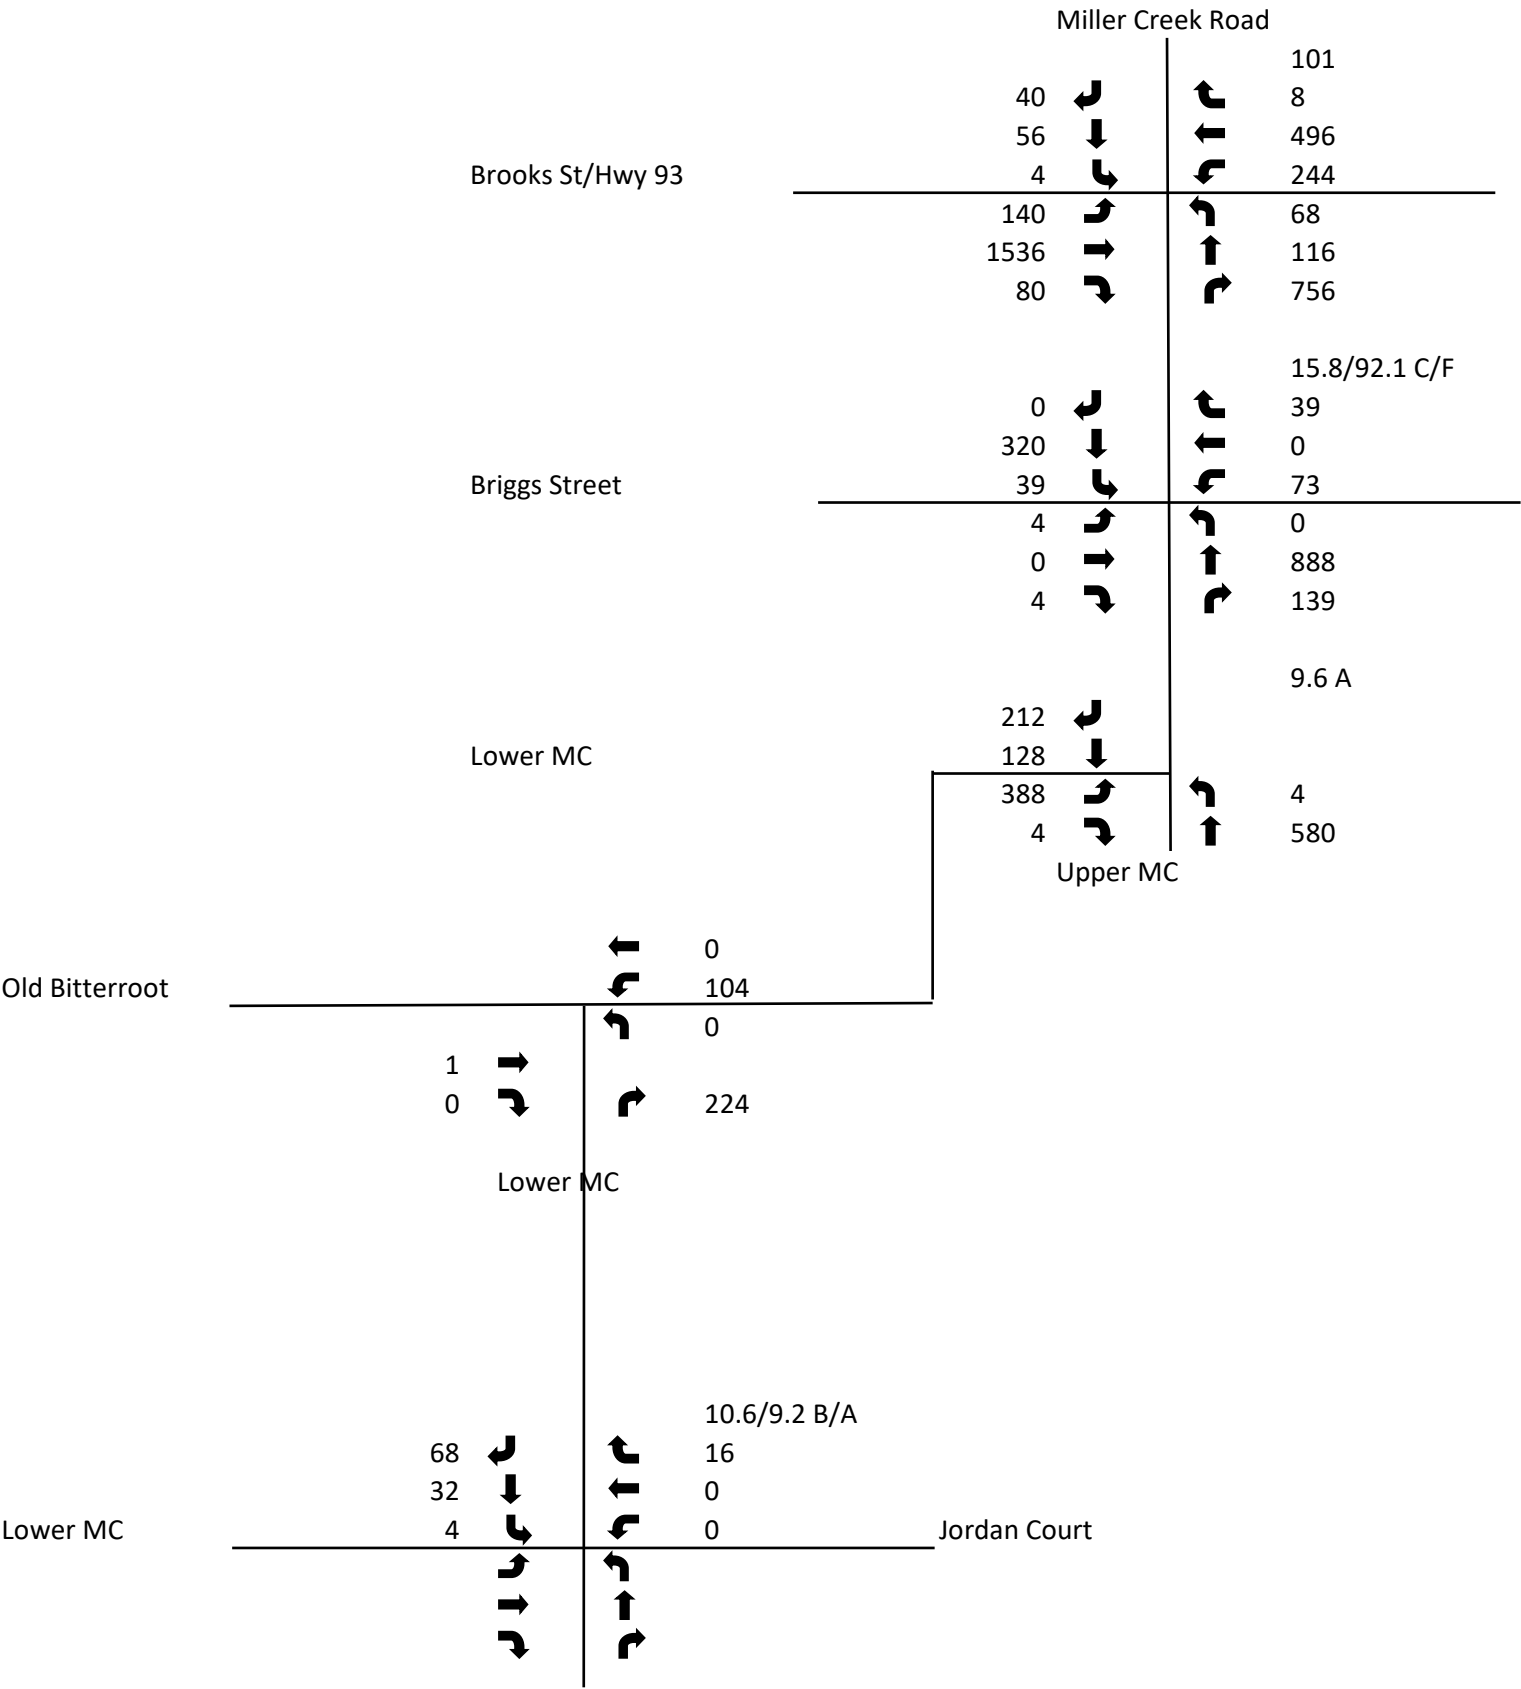 Miller Creek Road
101
40 8
56 496
Brooks St/Hwy 93 4 244
140 68
1536 116
80 756
15.8/92.1 C/F
0 39
320 0
Briggs Street 39 73
4 0
0 888
4 139
9.6 A
212
Lower MC 128
388 4
4 580
Upper MC
0
Old Bitterroot 104
0
1
0 224
Lower MC
10.6/9.2 B/A
68 16
32 0
Lower MC 4 0 Jordan Court